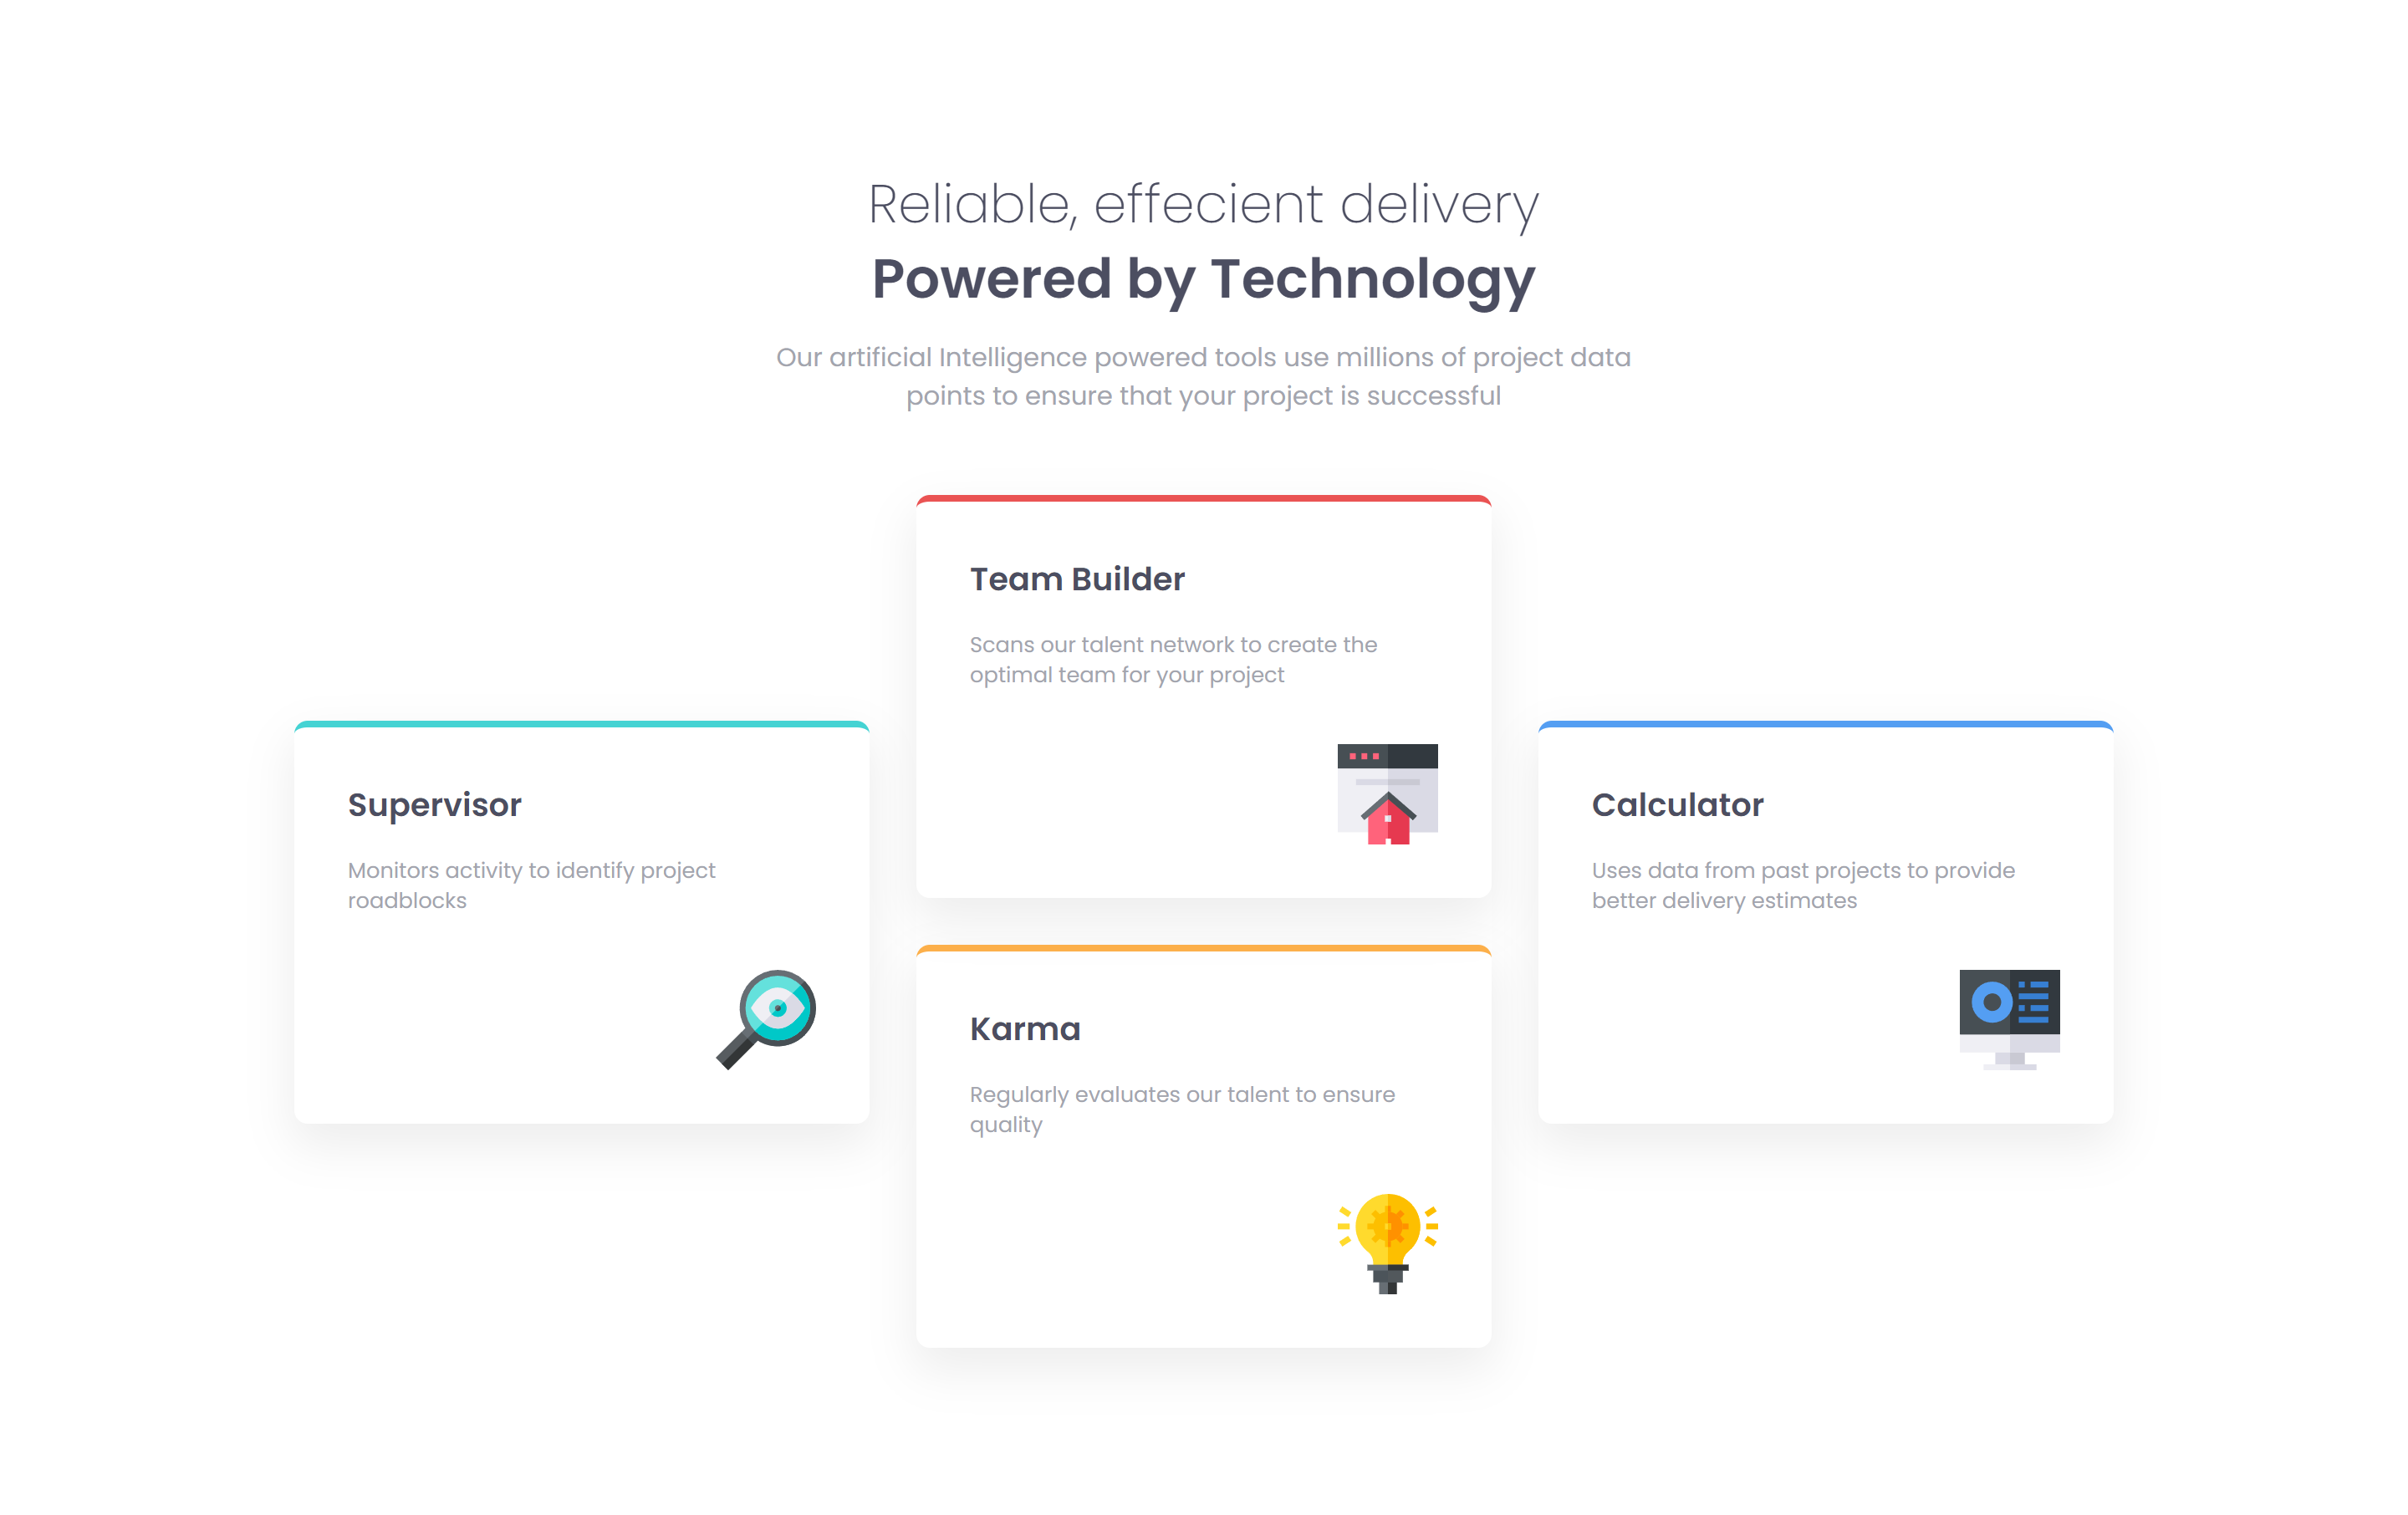 Reliable, effecient delivery
Powered by Technology
Our artificial Intelligence powered tools use millions of project data
points to ensure that your project is successful
Team Builder
Scans our talent network to create the
optimal team for your project
Supervisor
Monitors activity to identify project
roadblocks
Calculator
Uses data from past projects to provide
better delivery estimates
Karma
Regularly evaluates our talent to ensure
quality